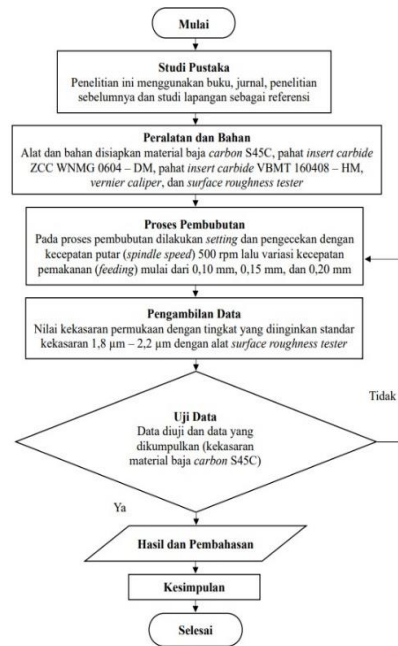 Mulai
Studi Pustaka
Penelitian ini menggunakan buku, jurnal, penelitian
sebelumnya dan studi lapangan sebagai referensi
Peralatan dan Bahan
Alat dan bahan disiapkan material baja carbon S45C, pahat insert carbide
ZCC WNMG 0604 – DM, pahat insert carbide VBMT 160408 – HM,
vernier caliper, dan surface roughness tester
Proses Pembubutan
Pada proses pembubutan dilakukan setting dan pengecekan dengan
kecepatan putar (spindle speed) 500 rpm lalu variasi kecepatan
pemakanan (feeding) mulai dari 0,10 mm, 0,15 mm, dan 0,20 mm
Pengambilan Data
Nilai kekasaran permukaan dengan tingkat yang diinginkan standar
kekasaran 1,8 µm – 2,2 µm dengan alat surface roughness tester
Tidak
Uji Data
Data diuji dan data yang
dikumpulkan (kekasaran
material baja carbon S45C)
Ya
Hasil dan Pembahasan
Kesimpulan
Selesai